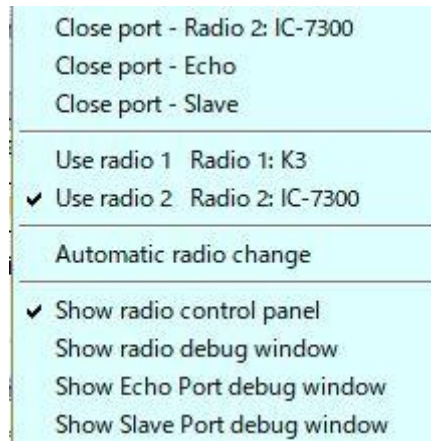 Close port - Radio 2: IC-7300
Close port - Echo
Close port - Slave
Use radio 1 Radio 1: K3
Use radio 2 Radio 2: IC-7300
Automatic radio change
Show radio control panel
Show radio debug window
Show Echo Port debug window
Show Slave Port debug window